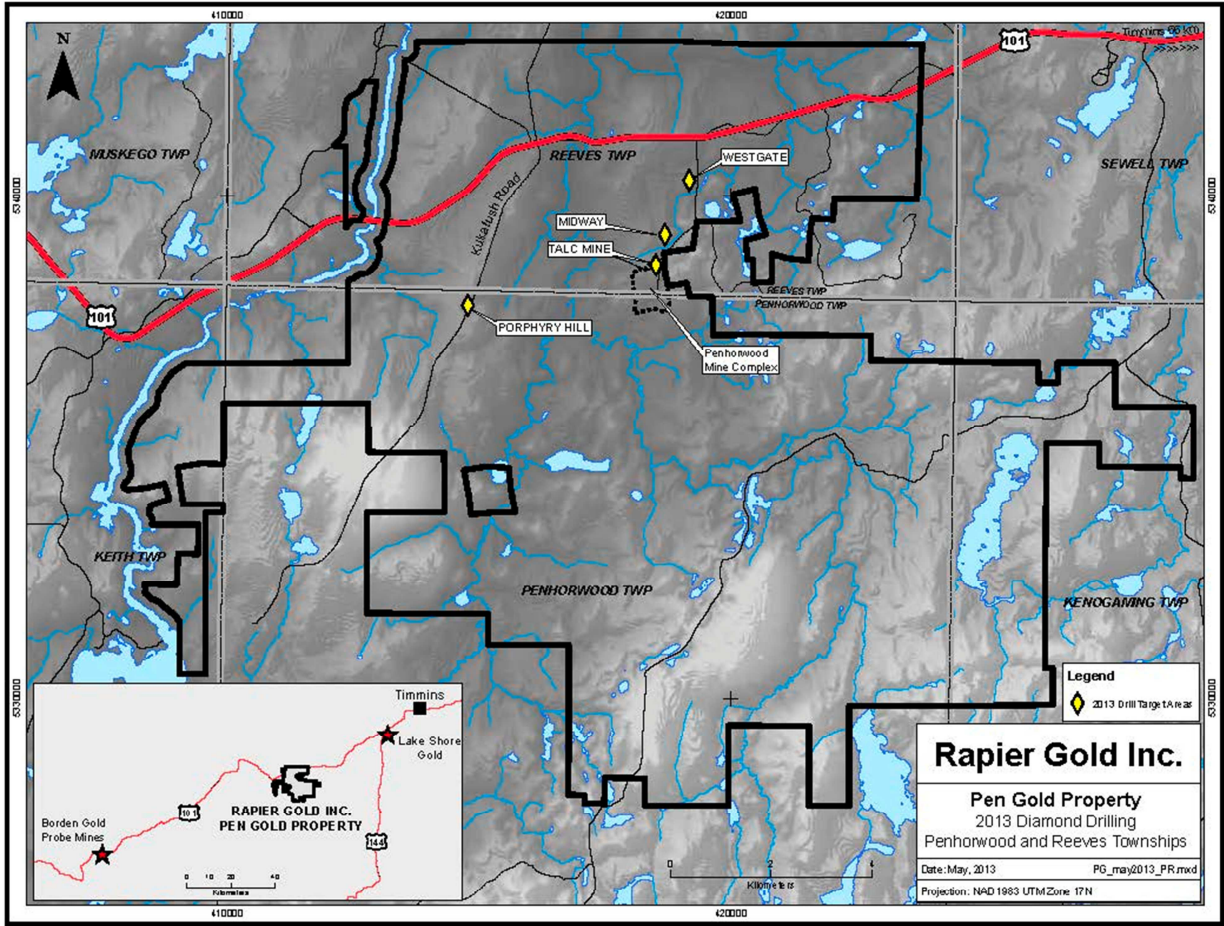 410000
420000
N
Timmins 66 km
>>>>>>
101
MUSKEGO TWP
REEVES TWP
WESTGATE
SEWELL TWP
5340000
5340000
Kukatush Road
MIDWAY
TALC MINE
REEVES TWP
PENHORWOOD TWP
101
PORPHYRY HILL
Penhorwood
Mine Complex
KEITH TWP
PENHORWOOD TWP
KENOGAMING TWP
5330000
5330000
Legend
2013 Drill Target Areas
Timmins
Lake Shore
Gold
RAPIER GOLD INC.
PEN GOLD PROPERTY
101
144
Borden Gold
Probe Mines
0 10 20 40
Kilometers
0 2 4
Kilometers
Rapier Gold Inc.
Pen Gold Property
2013 Diamond Drilling
Penhorwood and Reeves Townships
Date: May, 2013 PG_may2013_PR.mxd
Projection: NAD 1983 UTM Zone 17N
410000
420000